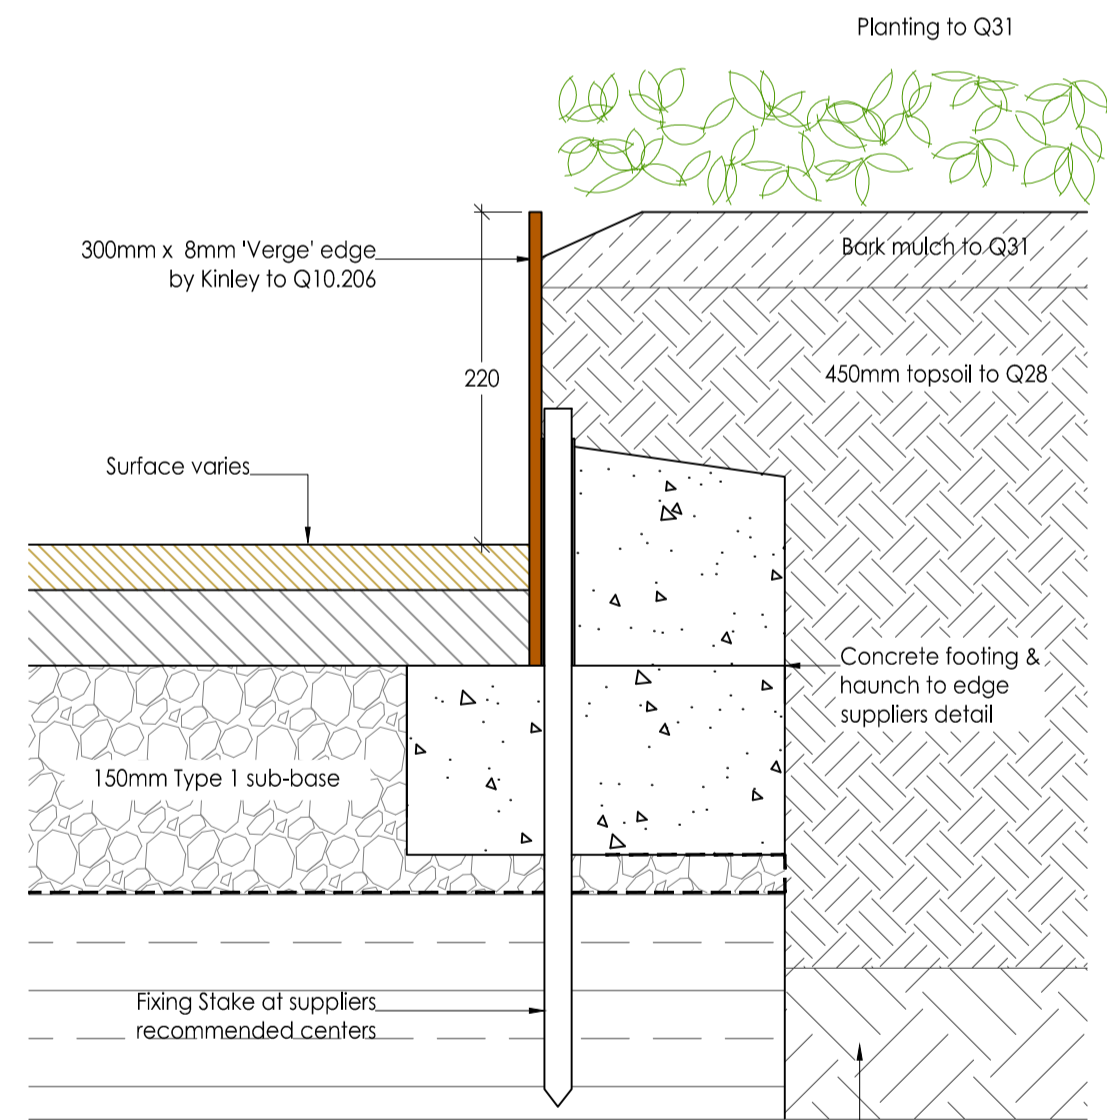 Planting to Q31
300mm x 8mm 'Verge' edge
by Kinley to Q10.206
Bark mulch to Q31
220
450mm topsoil to Q28
Surface varies
Concrete footing &
haunch to edge
suppliers detail
150mm Type 1 sub-base
Fixing Stake at suppliers
recommended centers